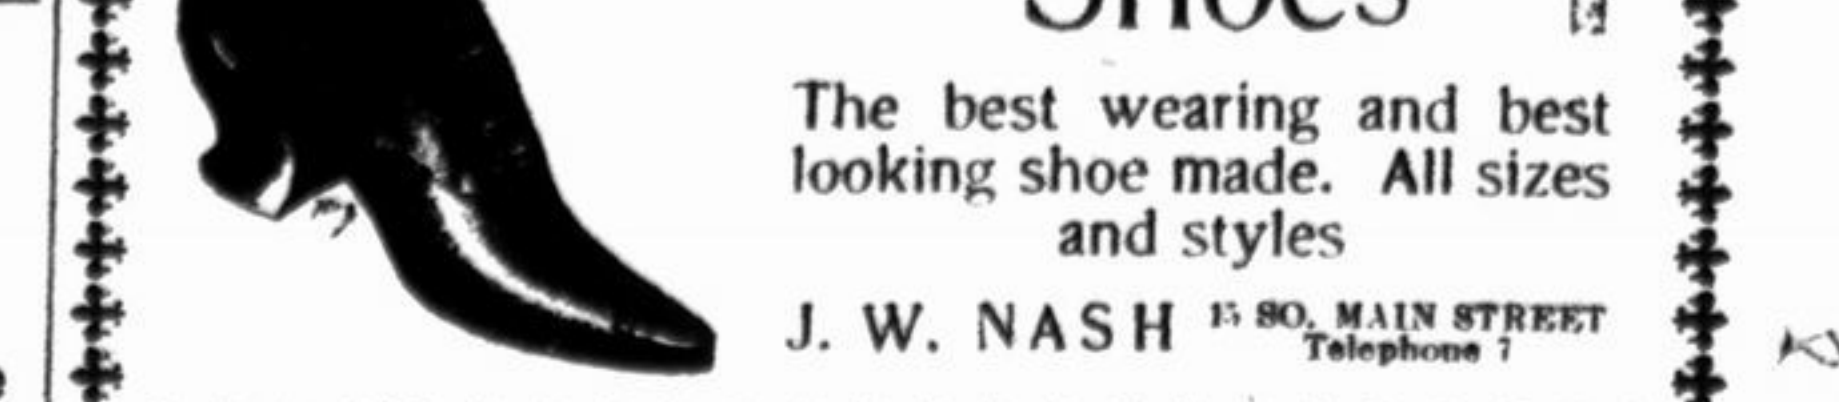 SHOES
The best wearing and best
looking shoe made. All sizes
and styles
J. W. NASH 15 SO. MAIN STREET
Telephone 7